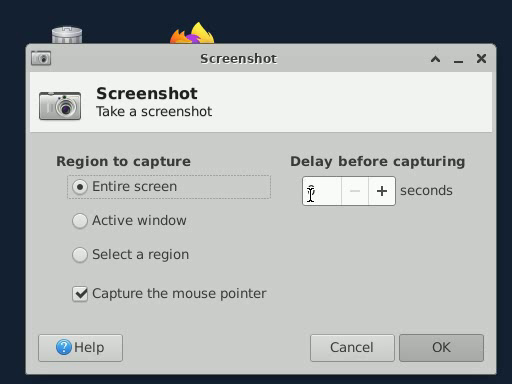 Screenshot
Screenshot
Take a screenshot
Region to capture
Entire screen
Active window
Select a region
Capture the mouse pointer
Delay before capturing
seconds
Help
Cancel
OK